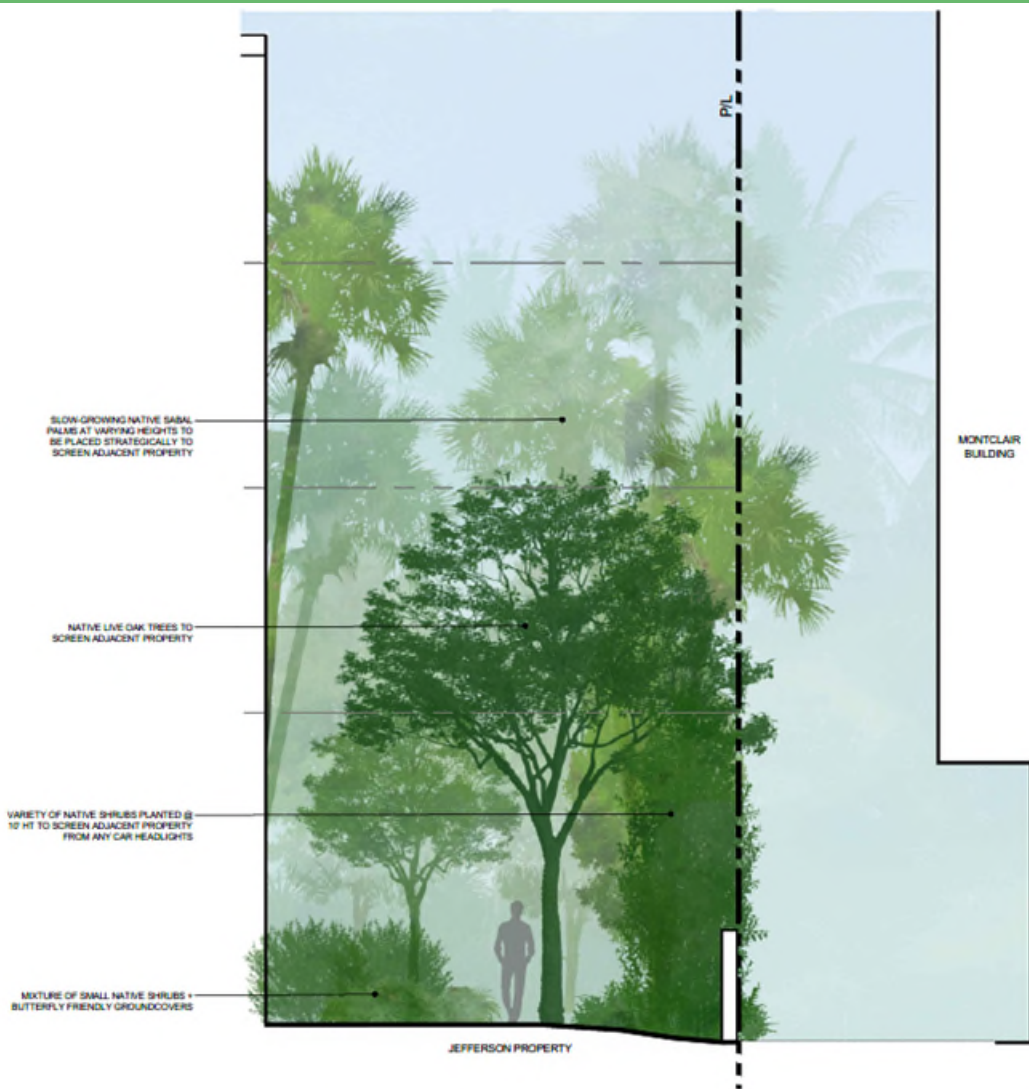 P/L
SLOW-GROWING NATIVE SABAL
PALMS AT VARYING HEIGHTS TO
BE PLACED STRATEGICALLY TO
SCREEN ADJACENT PROPERTY
MONTCLAIR
BUILDING
NATIVE LIVE OAK TREES TO
SCREEN ADJACENT PROPERTY
VARIETY OF NATIVE SHRUBS PLANTED @
10' HT TO SCREEN ADJACENT PROPERTY
FROM ANY CAR HEADLIGHTS
MIXTURE OF SMALL NATIVE SHRUBS +
BUTTERFLY FRIENDLY GROUNDCOVERS
JEFFERSON PROPERTY